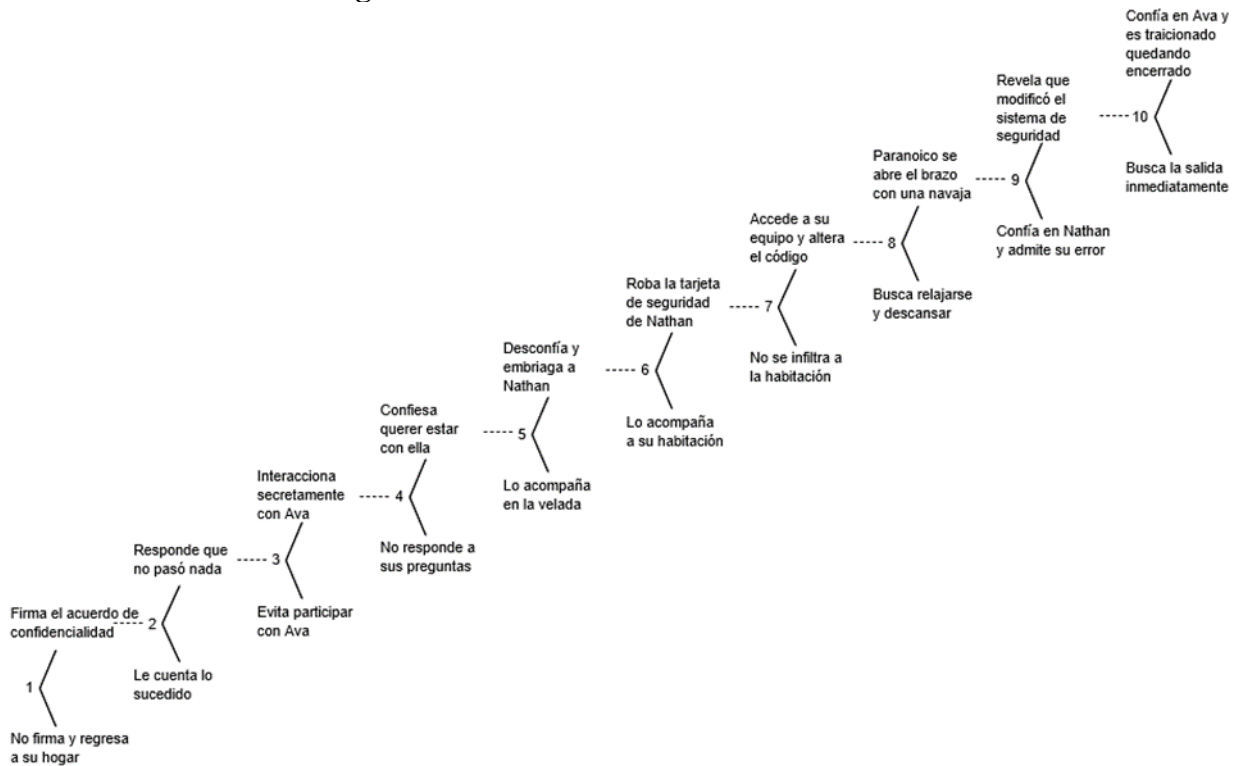 Firma el acuerdo de
confidencialidad
1
No firma y regresa
a su hogar
Responde que
no pasó nada
2
Le cuenta lo
sucedido
Interacciona
secretamente
con Ava
3
Evita participar
con Ava
Confiesa
querer estar
con ella
4
No responde a
sus preguntas
Desconfía y
embriaga a
Nathan
5
Lo acompaña
en la velada
Roba la tarjeta
de seguridad
de Nathan
6
Lo acompaña
a su habitación
Accede a su
equipo y altera
el código
7
No se infiltra a
la habitación
Paranoico se
abre el brazo
con una navaja
8
Busca relajarse
y descansar
Revela que
modificó el
sistema de
seguridad
9
Confía en Nathan
y admite su error
Confía en Ava y
es traicionado
quedando
encerrado
10
Busca la salida
inmediatamente